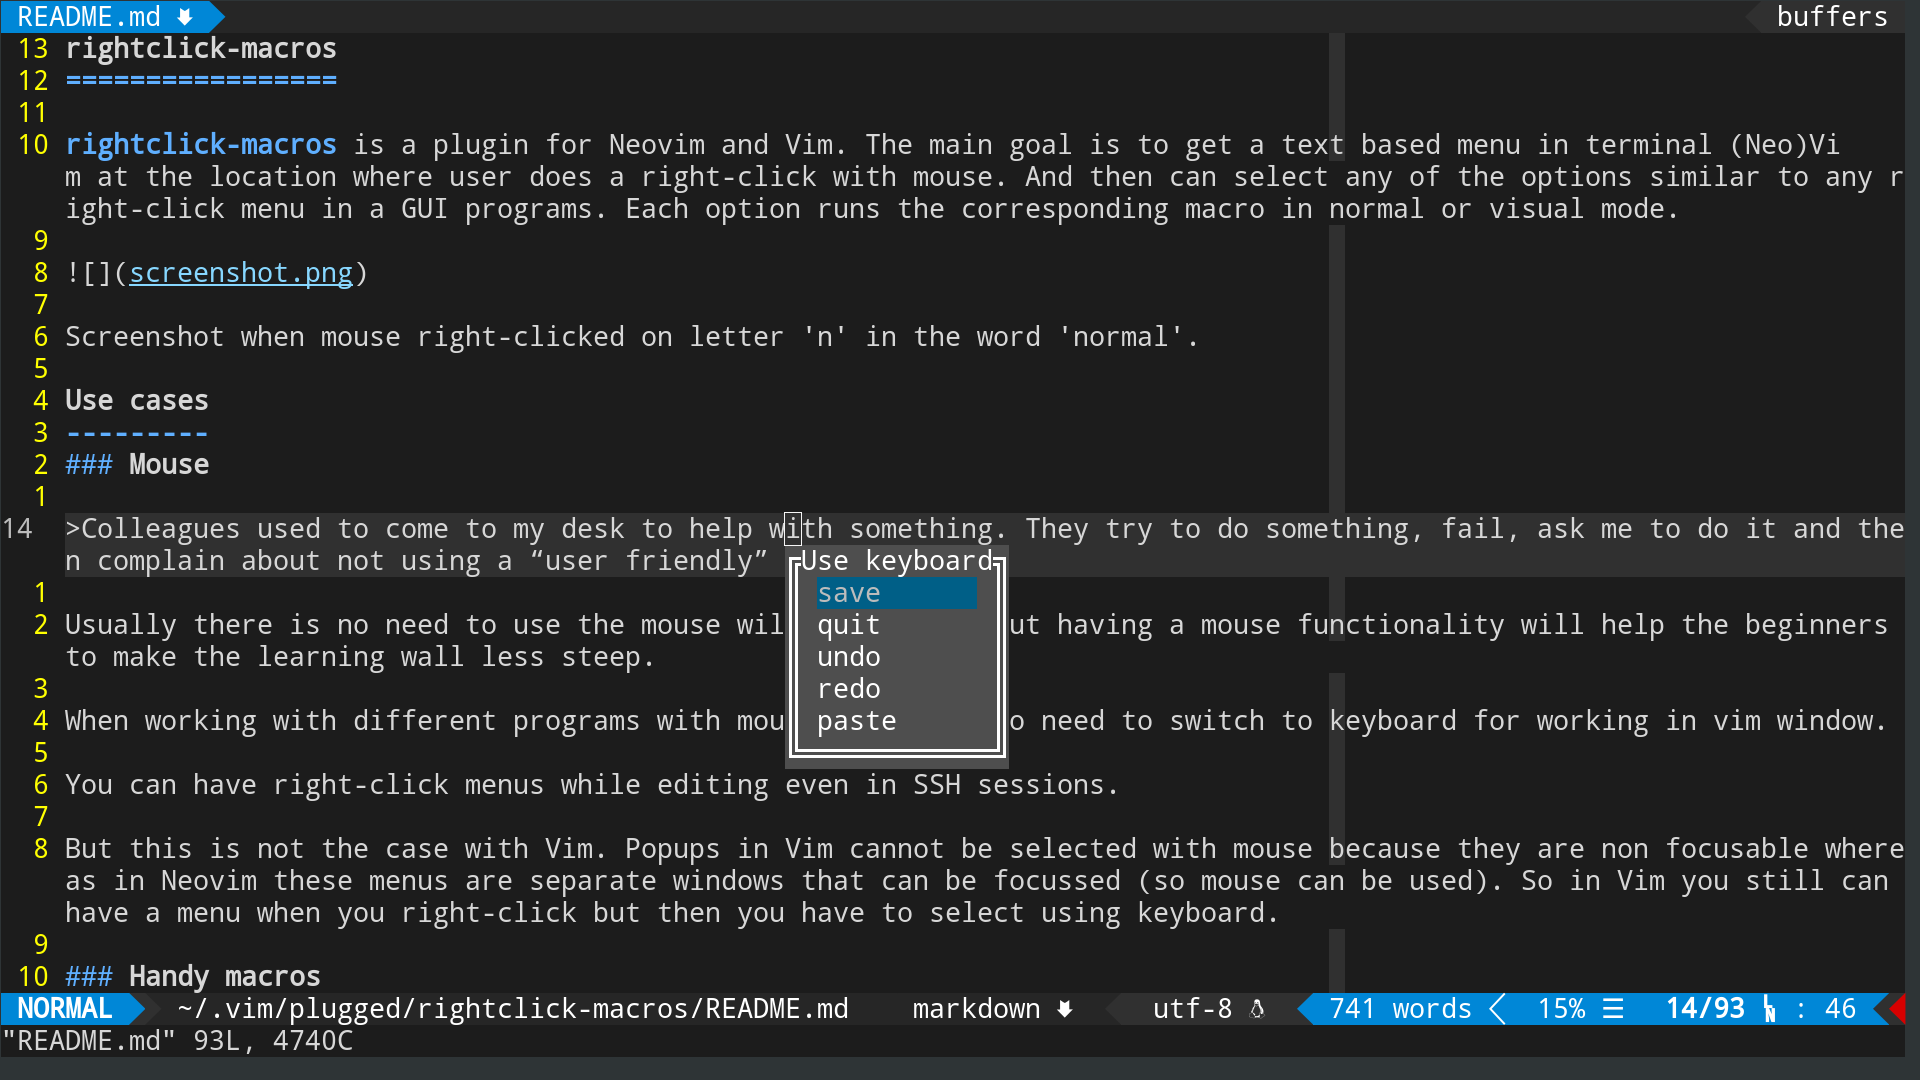 README.md buffers
13 rightclick-macros
12 =================
11
10 rightclick-macros is a plugin for Neovim and Vim. The main goal is to get a text based menu in terminal (Neo)Vi
m at the location where user does a right-click with mouse. And then can select any of the options similar to any r
ight-click menu in a GUI programs. Each option runs the corresponding macro in normal or visual mode.
9
8 ![](screenshot.png)
7
6 Screenshot when mouse right-clicked on letter 'n' in the word 'normal'.
5
4 Use cases
3 ---------
2 ### Mouse
1
14 >Colleagues used to come to my desk to help with something. They try to do something, fail, ask me to do it and the
n complain about not using a “user friendly”
Use keyboard
save
quit
undo
redo
paste
1
2 Usually there is no need to use the mouse wil ut having a mouse functionality will help the beginners
to make the learning wall less steep.
3
4 When working with different programs with mou o need to switch to keyboard for working in vim window.
5
6 You can have right-click menus while editing even in SSH sessions.
7
8 But this is not the case with Vim. Popups in Vim cannot be selected with mouse because they are non focusable where
as in Neovim these menus are separate windows that can be focussed (so mouse can be used). So in Vim you still can
have a menu when you right-click but then you have to select using keyboard.
9
10 ### Handy macros
NORMAL ~/.vim/plugged/rightclick-macros/README.md markdown utf-8 741 words 15% ☰ 14/93 : 46
"README.md" 93L, 4740C